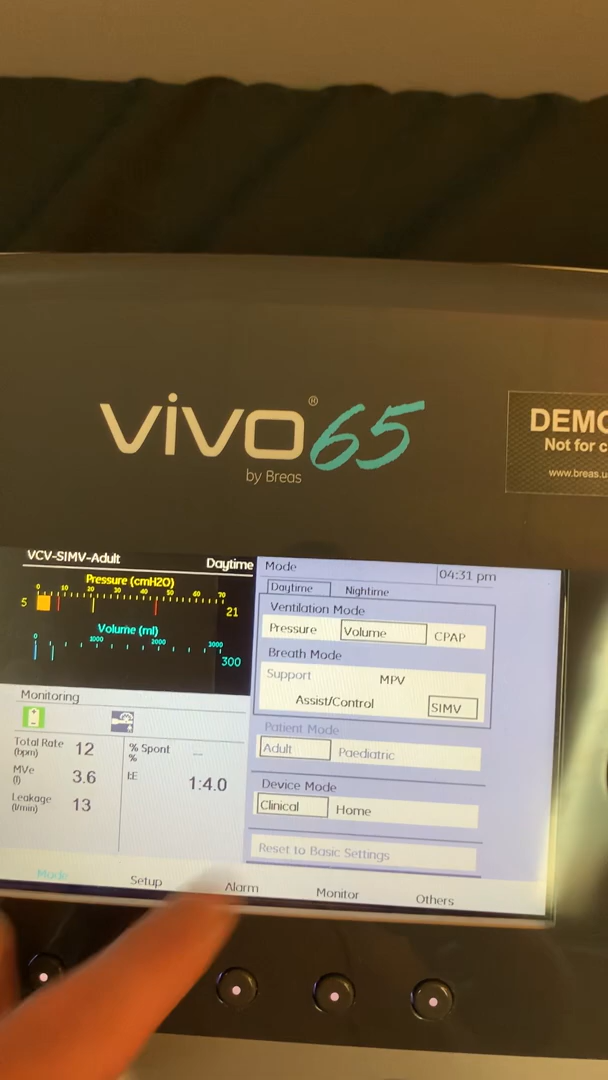 vivo® 65
by Breas
DEMO
Not for c
www.breas.u
VCV-SIMV-Adult
Daytime
Pressure (cmH2O)
0 10 20 30 40 50 60 70
5
21
Volume (ml)
0 1000 2000 3000
300
Monitoring
Total Rate (bpm) 12
% Spont % --
MVe (l) 3.6
I:E 1:4.0
Leakage (l/min) 13
Mode
04:31 pm
Daytime Nighttime
Ventilation Mode
Pressure Volume CPAP
Breath Mode
Support MPV
Assist/Control SIMV
Patient Mode
Adult Paediatric
Device Mode
Clinical Home
Reset to Basic Settings
Mode Setup Alarm Monitor Others